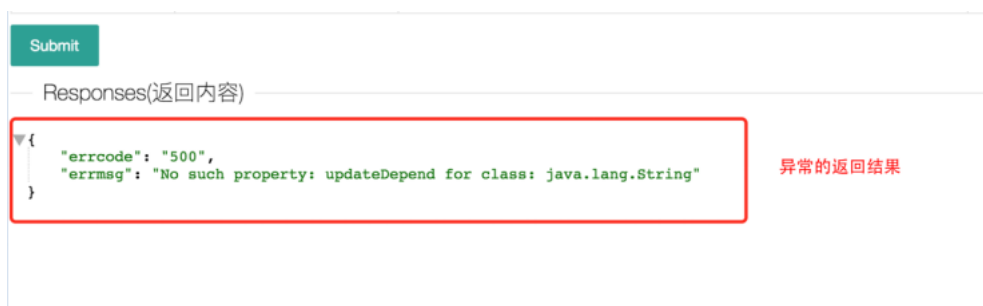 Submit
Responses(返回内容)
{
"errcode": "500",
"errmsg": "No such property: updateDepend for class: java.lang.String"
异常的返回结果
}